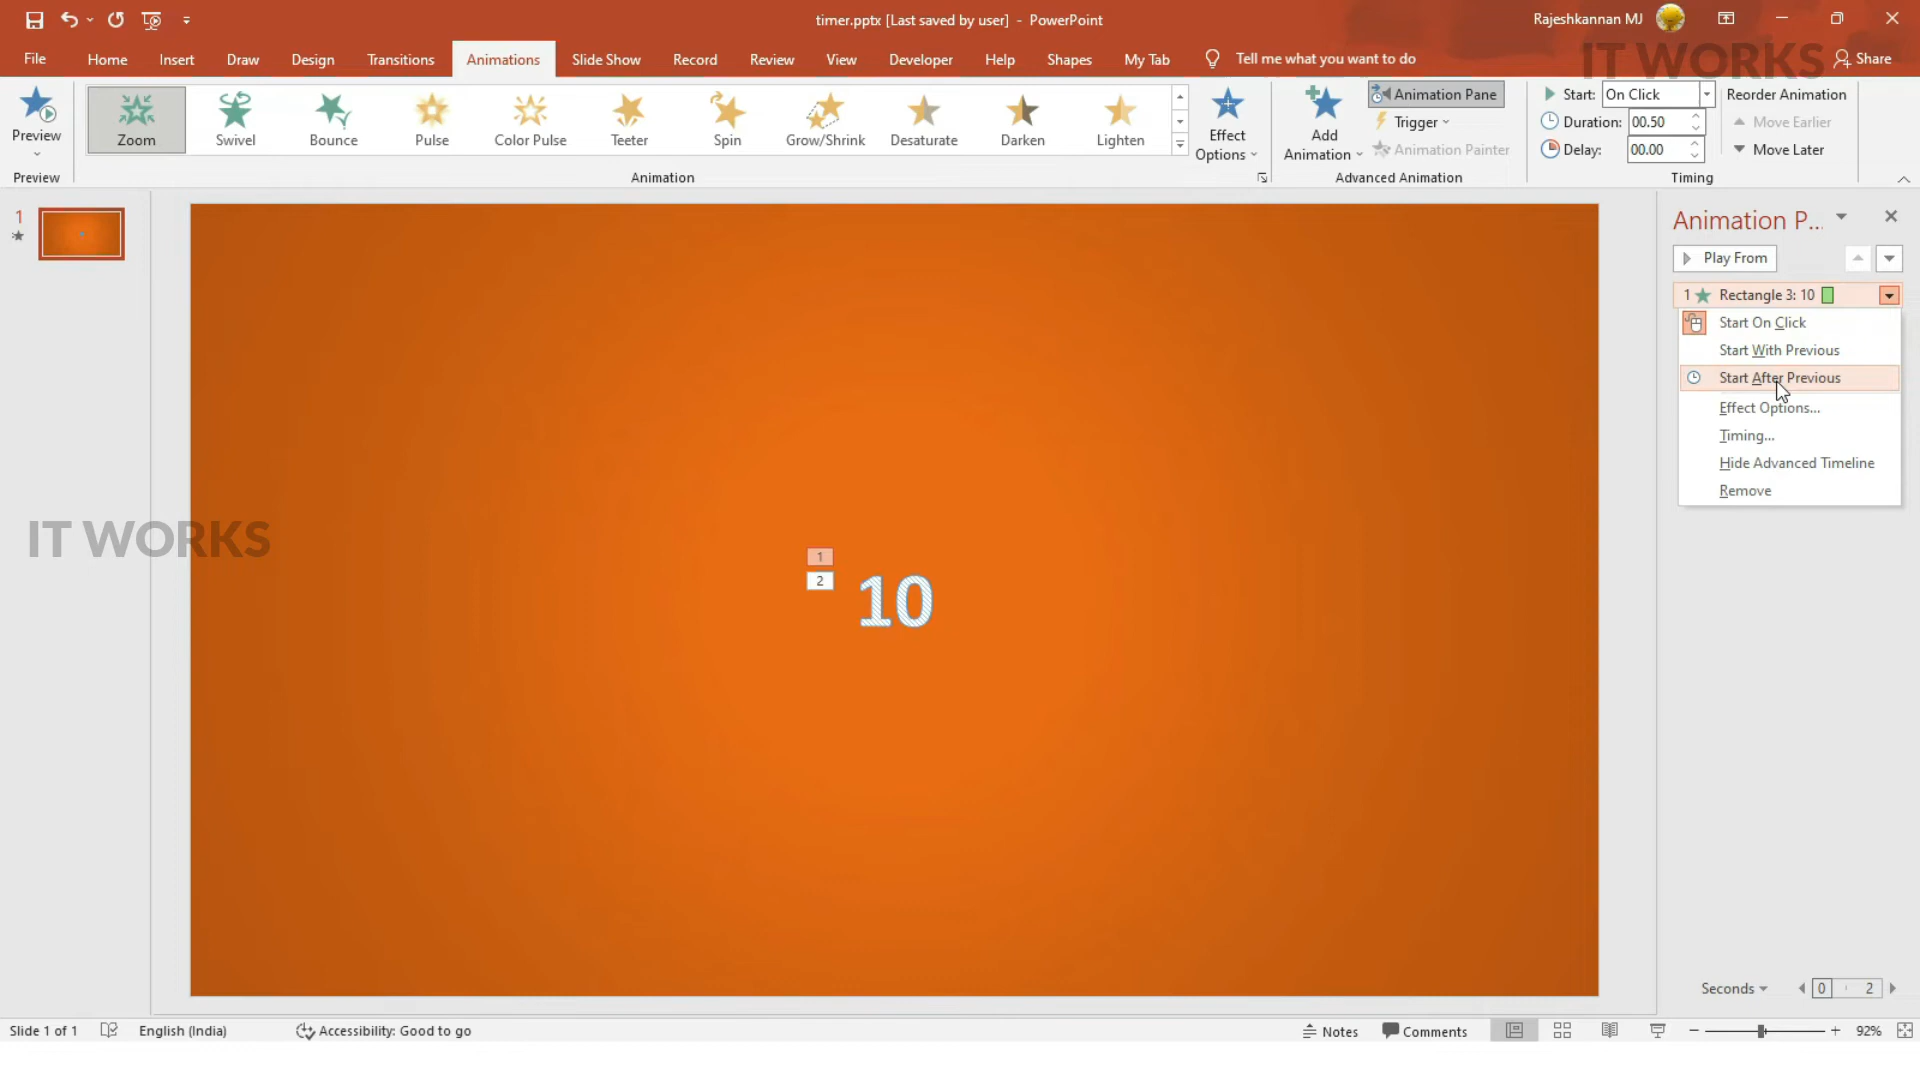 timer.pptx [Last saved by user] - PowerPoint
Rajeshkannan MJ
IT WORKS
File Home Insert Draw Design Transitions Animations Slide Show Record Review View Developer Help Shapes My Tab Tell me what you want to do Share
Preview
Zoom Swivel Bounce Pulse Color Pulse Teeter Spin Grow/Shrink Desaturate Darken Lighten
Effect Options
Add Animation
Animation Pane
Trigger
Animation Painter
Start: On Click
Duration: 00.50
Delay: 00.00
Reorder Animation
Move Earlier
Move Later
Preview Animation Advanced Animation Timing
1
Animation P...
Play From
1 Rectangle 3: 10
Start On Click
Start With Previous
Start After Previous
Effect Options...
Timing...
Hide Advanced Timeline
Remove
IT WORKS
1
2
10
Seconds 0 2
Slide 1 of 1 English (India) Accessibility: Good to go Notes Comments 92%